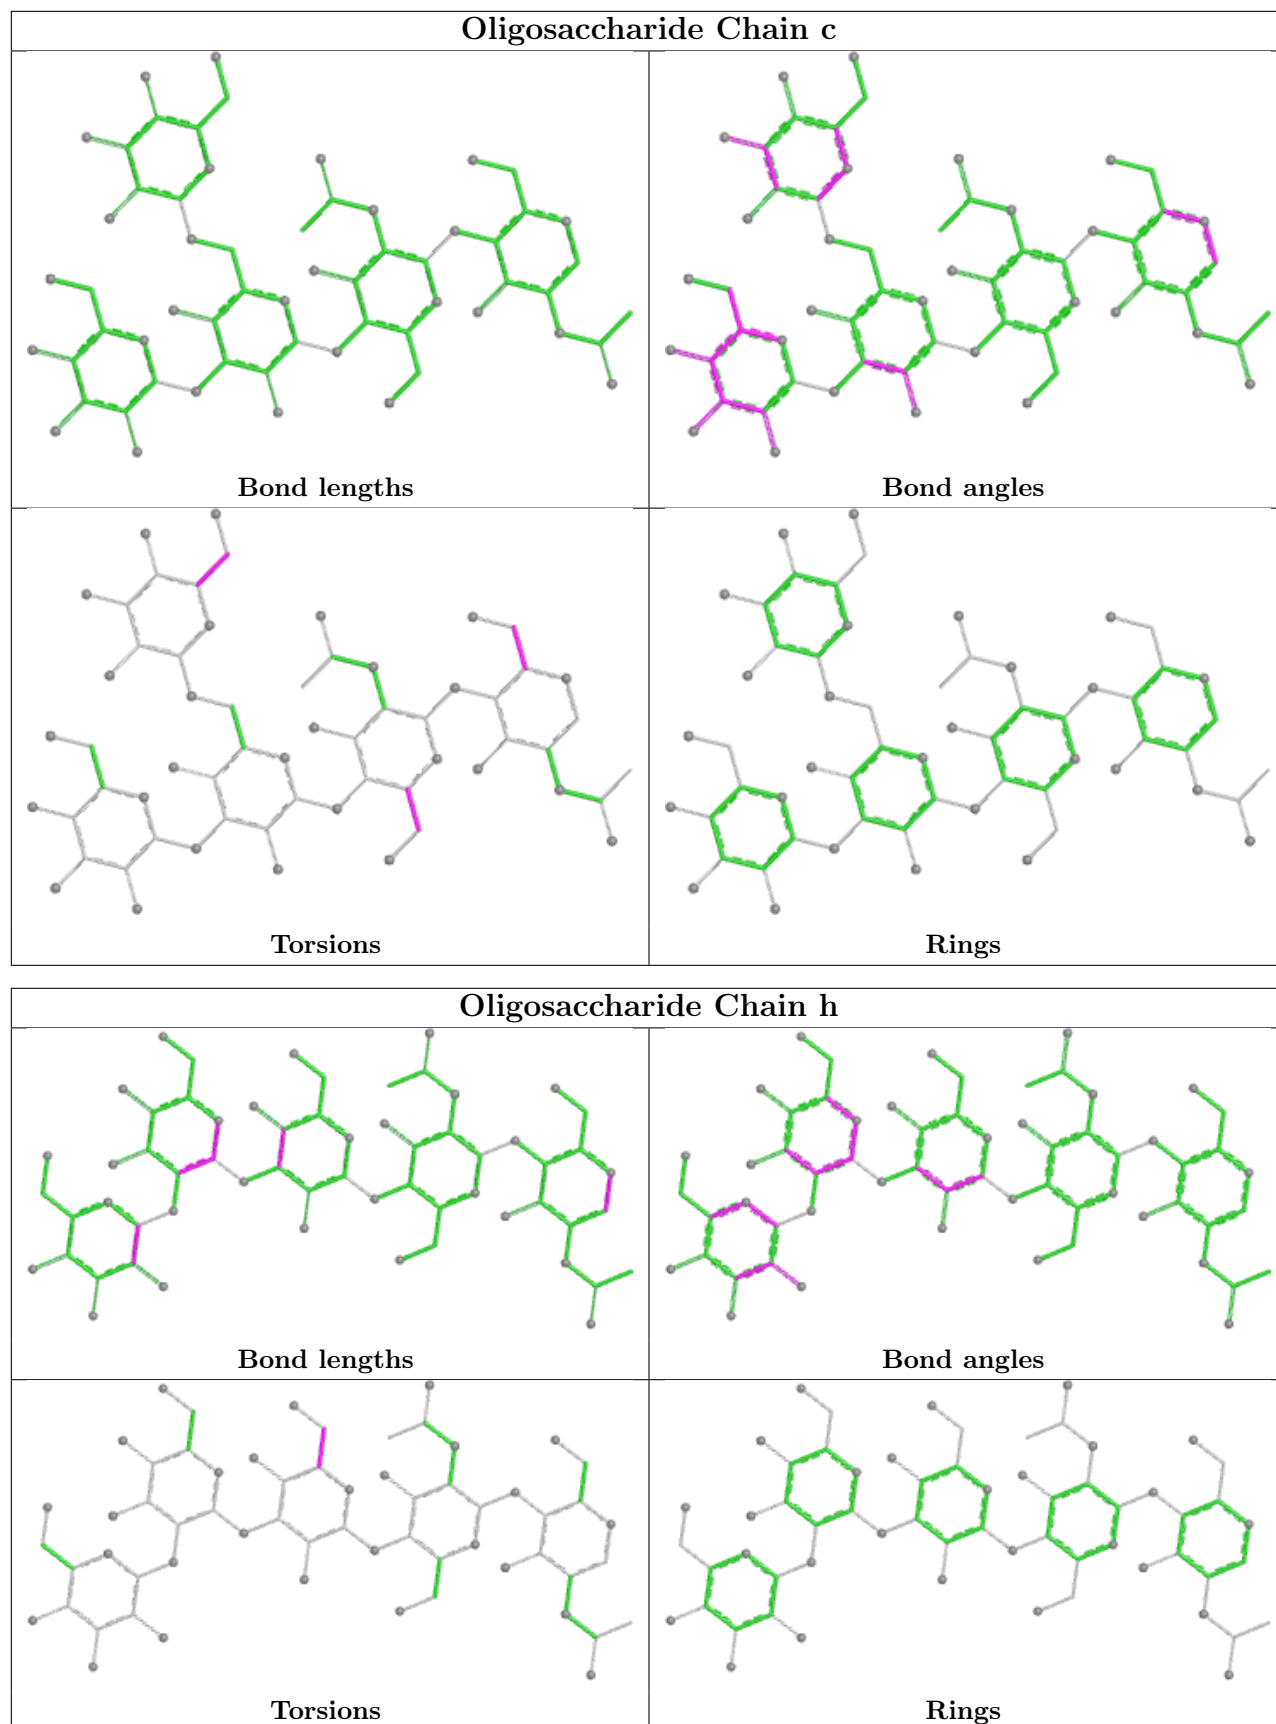 Oligosaccharide Chain c
Bond lengths
Bond angles
Torsions
Rings
Oligosaccharide Chain h
Bond lengths
Bond angles
Torsions
Rings